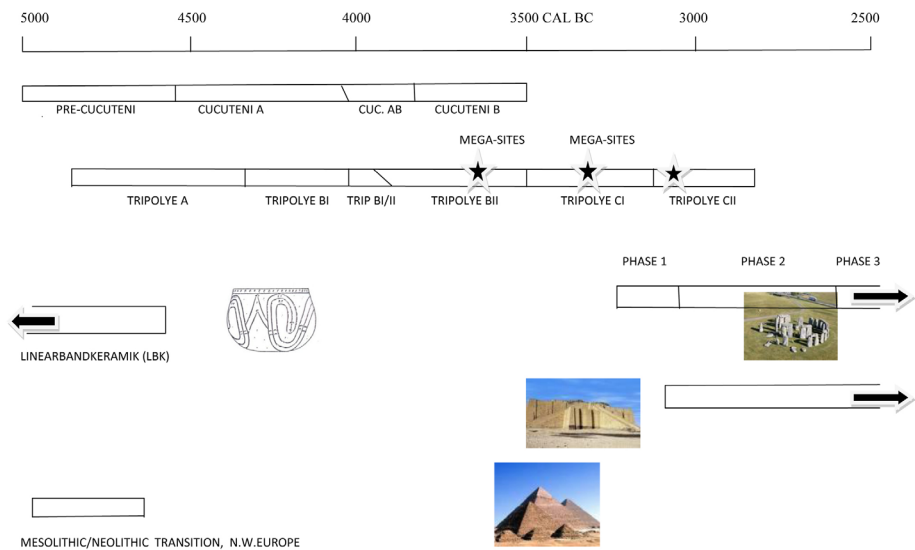 5000 4500 4000 3500 CAL BC 3000 2500
PRE-CUCUTENI CUCUTENI A CUC. AB CUCUTENI B
MEGA-SITES MEGA-SITES
TRIPOLYE A TRIPOLYE BI TRIP BI/II TRIPOLYE BII TRIPOLYE CI TRIPOLYE CII
PHASE 1 PHASE 2 PHASE 3
LINEARBANDKERAMIK (LBK)
MESOLITHIC/NEOLITHIC TRANSITION, N.W.EUROPE